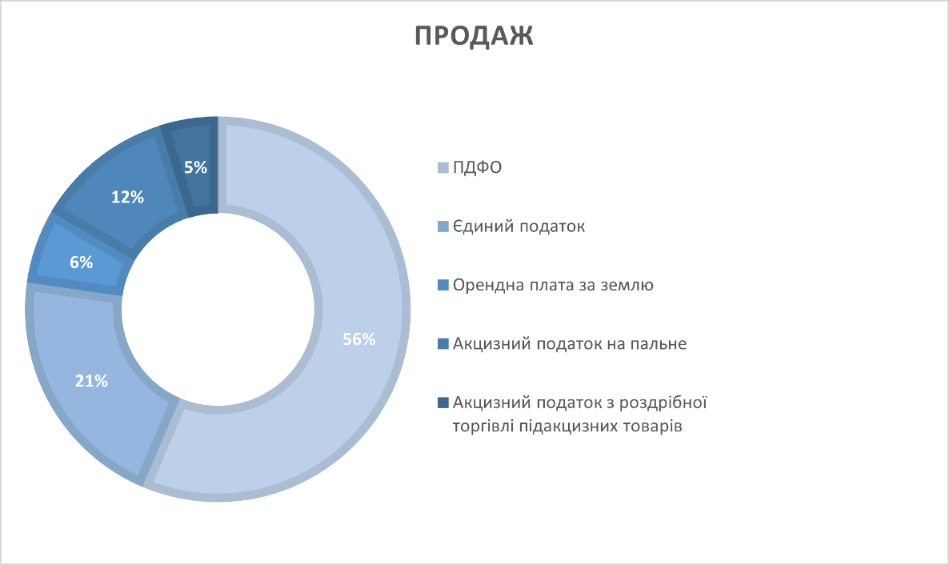 ПРОДАЖ
5%
12%
6%
21%
56%
ПДФО
Єдиний податок
Орендна плата за землю
Акцизний податок на пальне
Акцизний податок з роздрібної
торгівлі підакцизних товарів